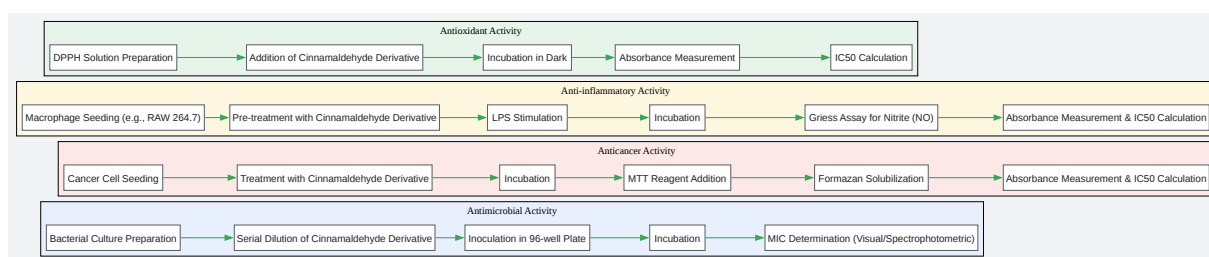 Antioxidant Activity
DPPH Solution Preparation
Addition of Cinnamaldehyde Derivative
Incubation in Dark
Absorbance Measurement
IC50 Calculation
Anti-inflammatory Activity
Macrophage Seeding (e.g., RAW 264.7)
Pre-treatment with Cinnamaldehyde Derivative
LPS Stimulation
Incubation
Griess Assay for Nitrite (NO)
Absorbance Measurement & IC50 Calculation
Anticancer Activity
Cancer Cell Seeding
Treatment with Cinnamaldehyde Derivative
Incubation
MTT Reagent Addition
Formazan Solubilization
Absorbance Measurement & IC50 Calculation
Antimicrobial Activity
Bacterial Culture Preparation
Serial Dilution of Cinnamaldehyde Derivative
Inoculation in 96-well Plate
Incubation
MIC Determination (Visual/Spectrophotometric)